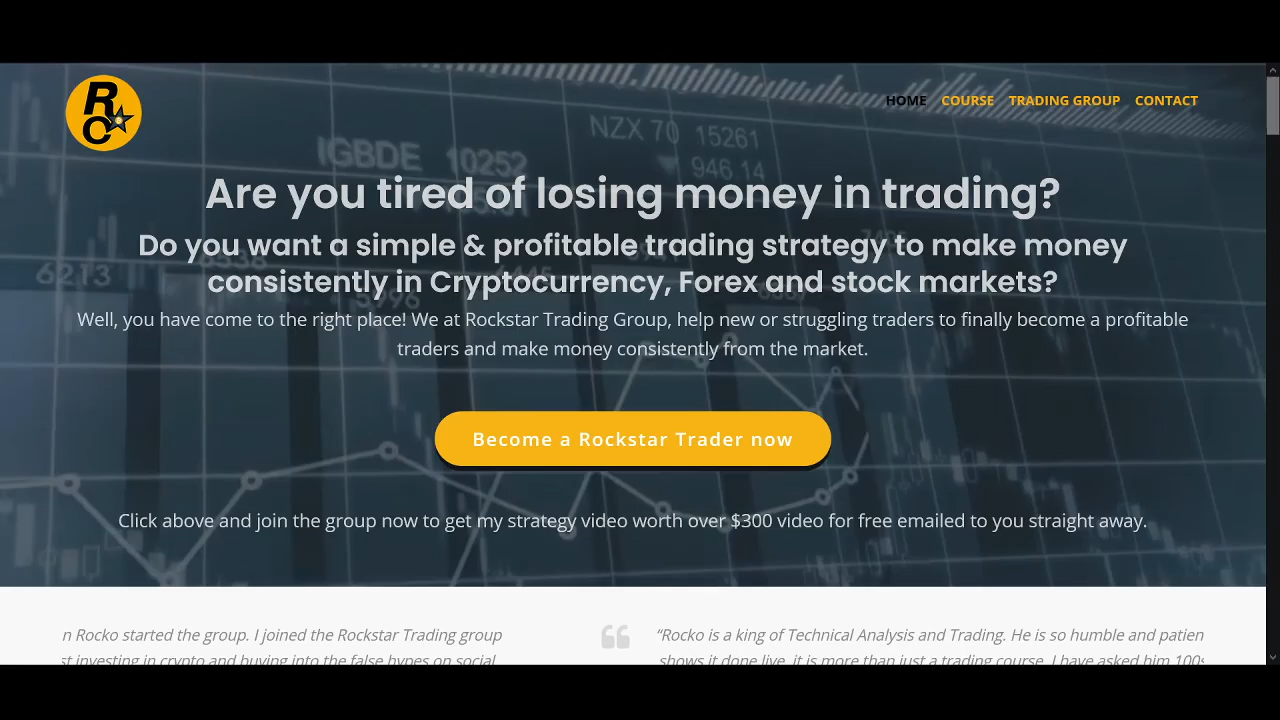 R
C
HOME COURSE TRADING GROUP CONTACT
NZX 70 15261
946.14
IGBDE 10252
Are you tired of losing money in trading?
Do you want a simple & profitable trading strategy to make money
consistently in Cryptocurrency, Forex and stock markets?
6213
Well, you have come to the right place! We at Rockstar Trading Group, help new or struggling traders to finally become a profitable
traders and make money consistently from the market.
Become a Rockstar Trader now
Click above and join the group now to get my strategy video worth over $300 video for free emailed to you straight away.
n Rocko started the group. I joined the Rockstar Trading group
st investing in crypto and buying into the false hypes on social
“Rocko is a king of Technical Analysis and Trading. He is so humble and patien
shows it done live, it is more than just a trading course. I have asked him 100s